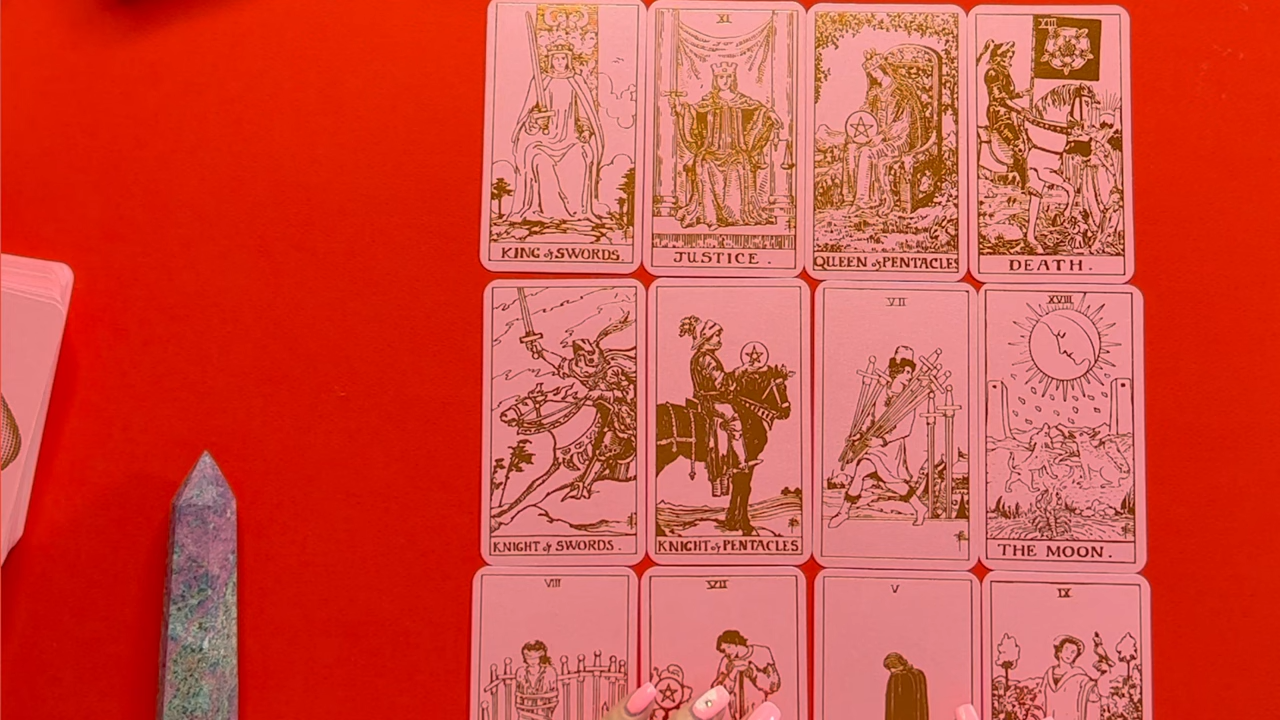 KING of SWORDS.
XI
JUSTICE.
QUEEN of PENTACLES
XIII
DEATH.
KNIGHT of SWORDS.
KNIGHT of PENTACLES
VII
XVIII
THE MOON.
VIII
VII
V
IX